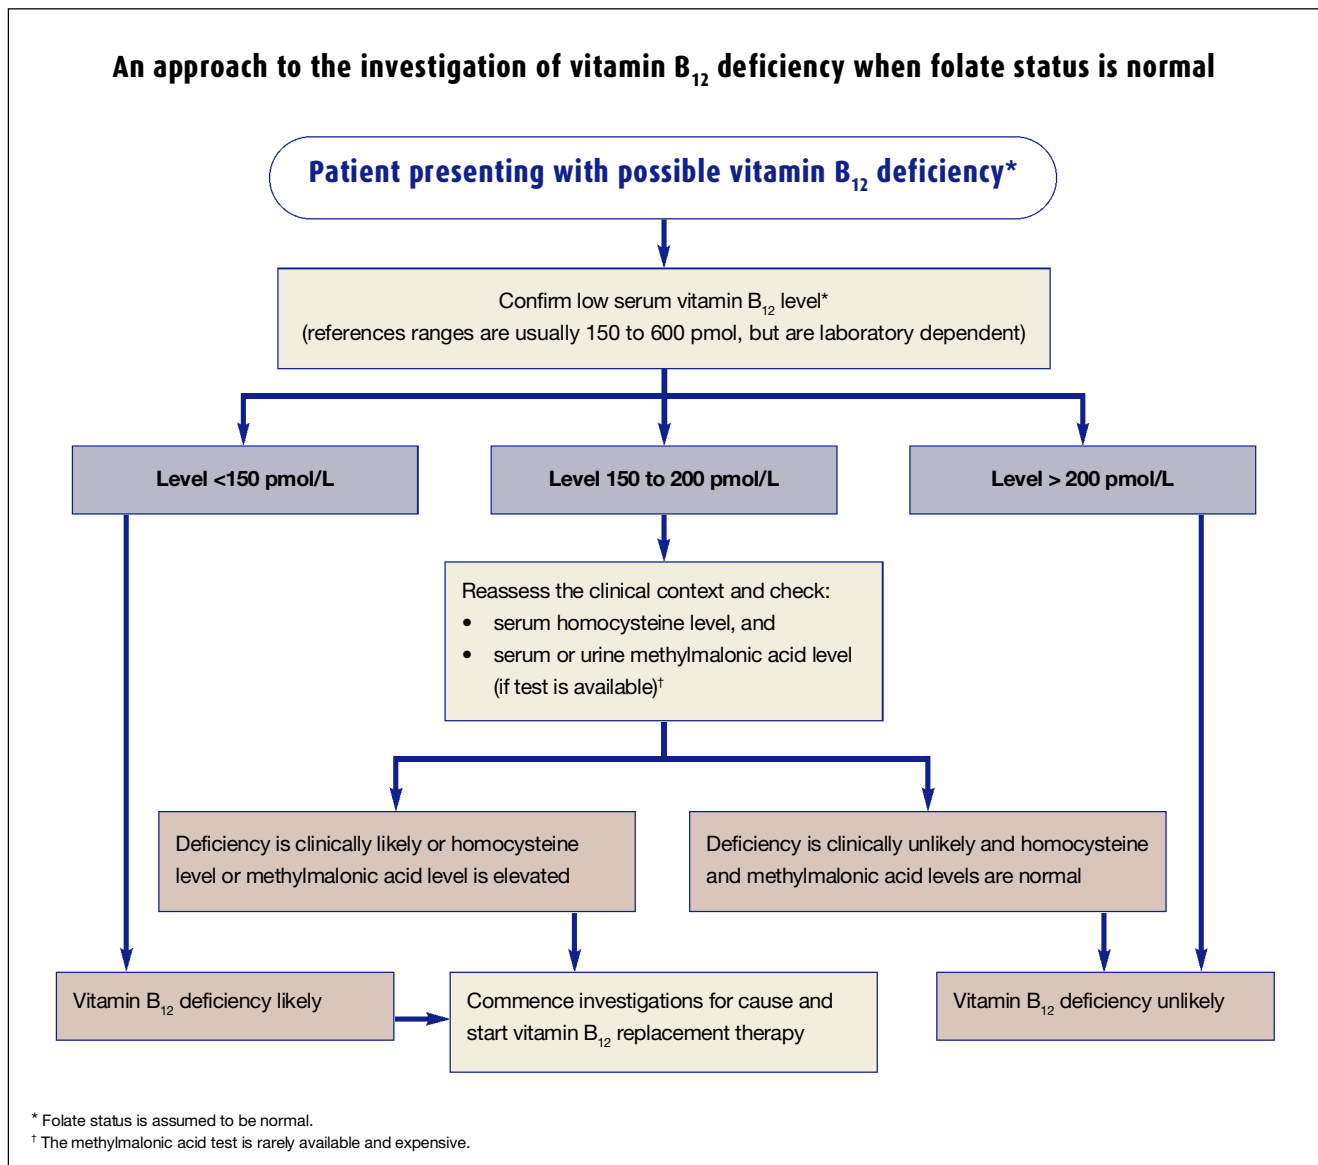 An approach to the investigation of vitamin B12 deficiency when folate status is normal
Patient presenting with possible vitamin B12 deficiency*
Confirm low serum vitamin B12 level*
(references ranges are usually 150 to 600 pmol, but are laboratory dependent)
Level <150 pmol/L
Level 150 to 200 pmol/L
Level > 200 pmol/L
Reassess the clinical context and check:
• serum homocysteine level, and
• serum or urine methylmalonic acid level
(if test is available)†
Deficiency is clinically likely or homocysteine
level or methylmalonic acid level is elevated
Deficiency is clinically unlikely and homocysteine
and methylmalonic acid levels are normal
Vitamin B12 deficiency likely
Commence investigations for cause and
start vitamin B12 replacement therapy
Vitamin B12 deficiency unlikely
* Folate status is assumed to be normal.
† The methylmalonic acid test is rarely available and expensive.